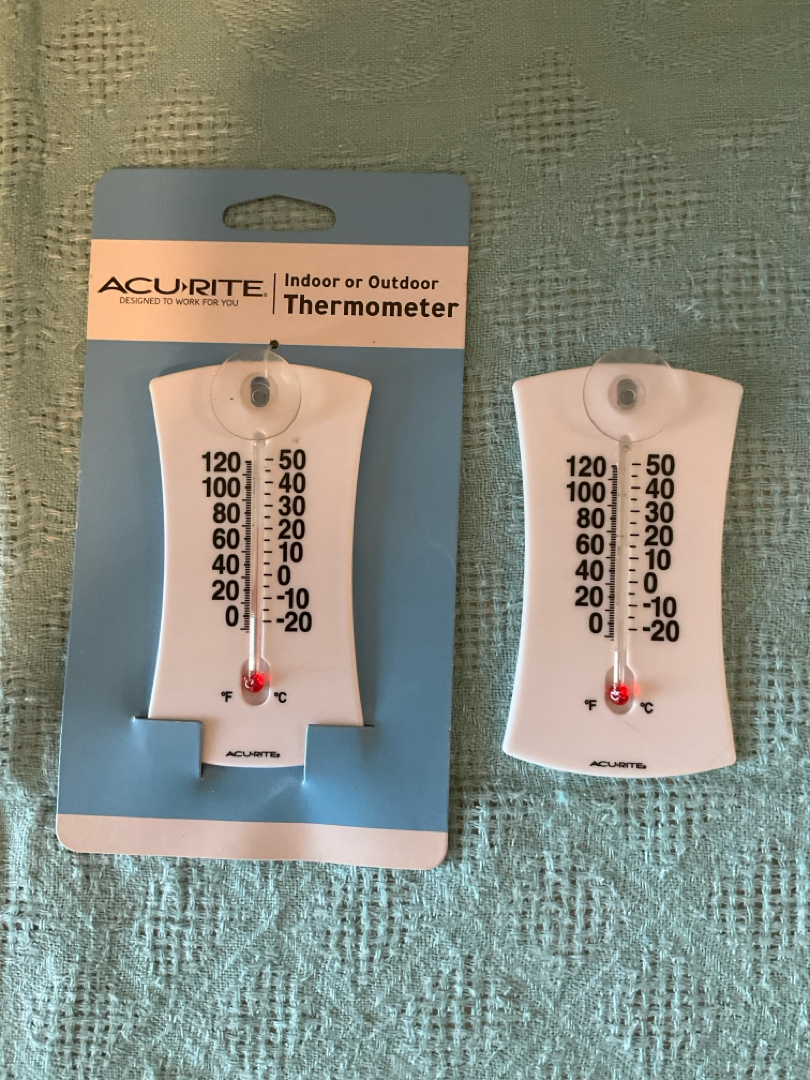 ACU›RITE® | Indoor or Outdoor
DESIGNED TO WORK FOR YOU
Thermometer
120 50
100 40
80 30
60 20
40 10
20 0
0 -10
-20
°F °C
ACU›RITE®
120 50
100 40
80 30
60 20
40 10
20 0
0 -10
-20
°F °C
ACU›RITE®